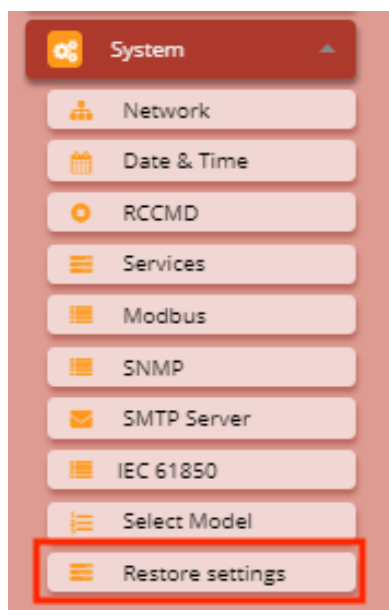 System
Network
Date & Time
RCCMD
Services
Modbus
SNMP
SMTP Server
IEC 61850
Select Model
Restore settings